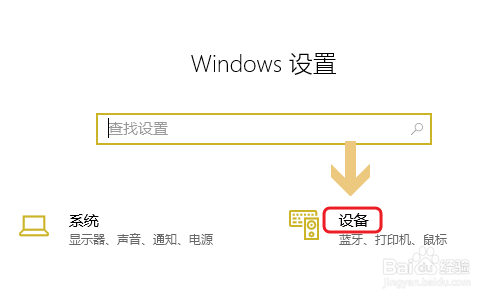 Windows 设置
查找设置
系统
显示器、声音、通知、电源
设备
蓝牙、打印机、鼠标
Baidu 经验
jingyan.baidu.com